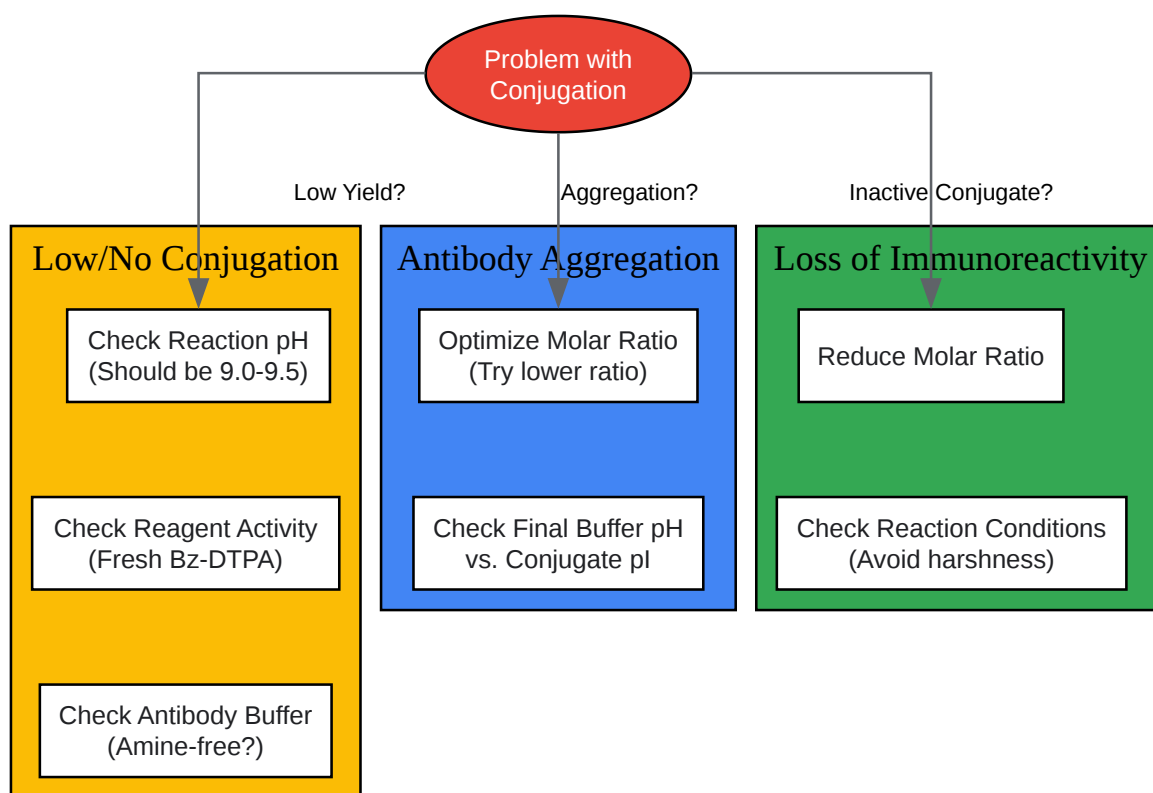 Problem with
Conjugation
Low Yield?
Aggregation?
Inactive Conjugate?
Low/No Conjugation
Check Reaction pH
(Should be 9.0-9.5)
Check Reagent Activity
(Fresh Bz-DTPA)
Check Antibody Buffer
(Amine-free?)
Antibody Aggregation
Optimize Molar Ratio
(Try lower ratio)
Check Final Buffer pH
vs. Conjugate pI
Loss of Immunoreactivity
Reduce Molar Ratio
Check Reaction Conditions
(Avoid harshness)